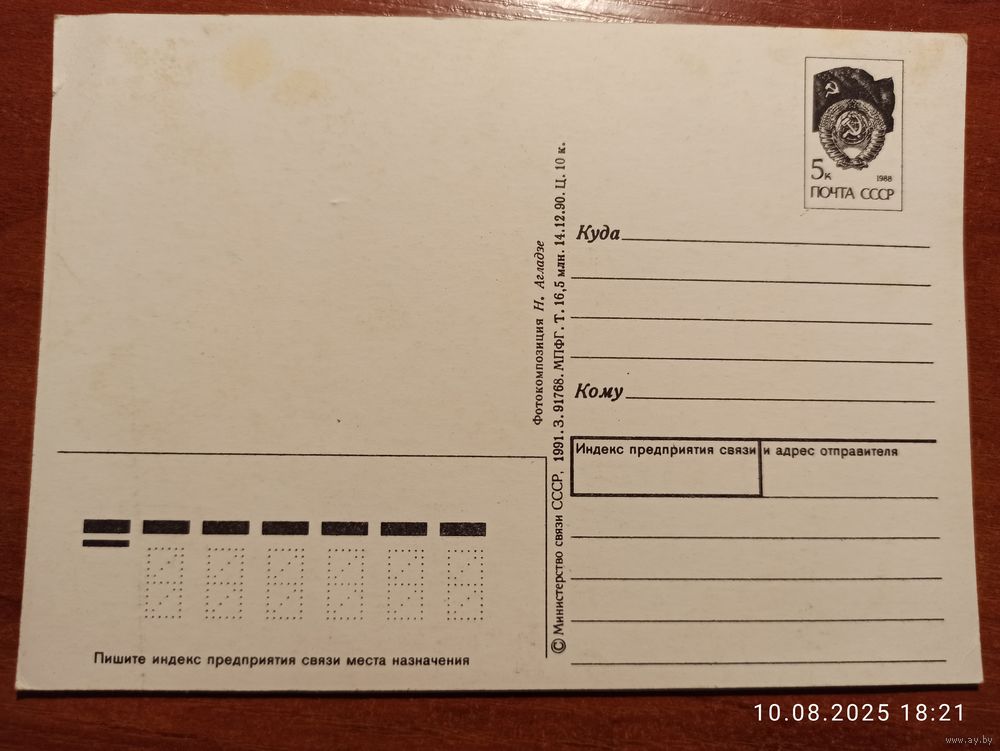 5к
1988
ПОЧТА СССР
Куда
Кому
Индекс предприятия связи и адрес отправителя
Фотокомпозиция Н. Агладзе
© Министерство связи СССР, 1991. З. 91768. МПФГ. Т. 16,5 млн. 14.12.90. Ц. 10 к.
Пишите индекс предприятия связи места назначения
10.08.2025 18:21
www.ay.by